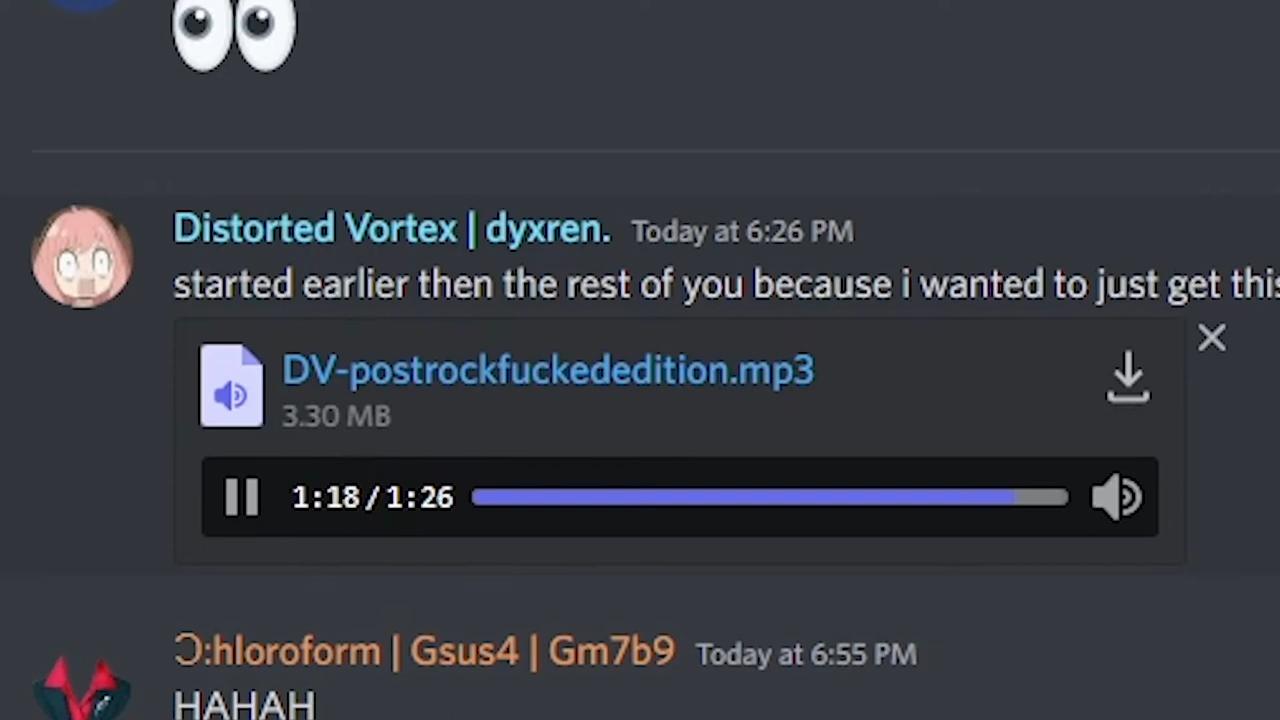 Distorted Vortex | dyxren. Today at 6:26 PM
started earlier then the rest of you because i wanted to just get this
DV-postrockfuckededition.mp3
3.30 MB
1:18/1:26
Ɔ:hloroform | Gsus4 | Gm7b9 Today at 6:55 PM
HAHAH